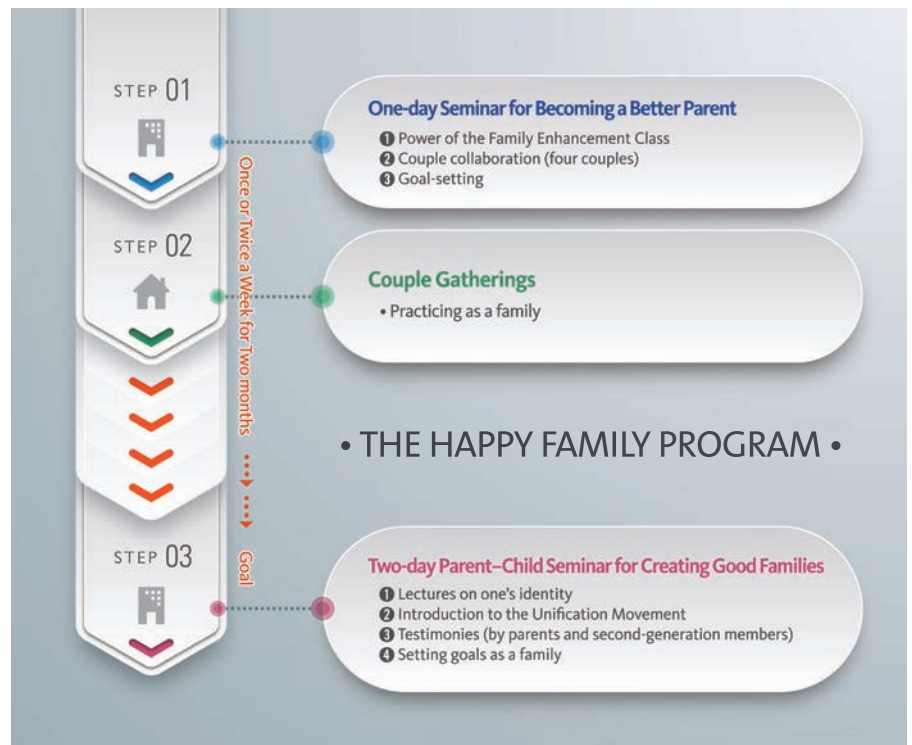 STEP 01
One-day Seminar for Becoming a Better Parent
❶ Power of the Family Enhancement Class
❷ Couple collaboration (four couples)
❸ Goal-setting
Once or Twice a Week for Two months
STEP 02
Couple Gatherings
• Practicing as a family
• THE HAPPY FAMILY PROGRAM •
Goal
STEP 03
Two-day Parent–Child Seminar for Creating Good Families
❶ Lectures on one's identity
❷ Introduction to the Unification Movement
❸ Testimonies (by parents and second-generation members)
❹ Setting goals as a family